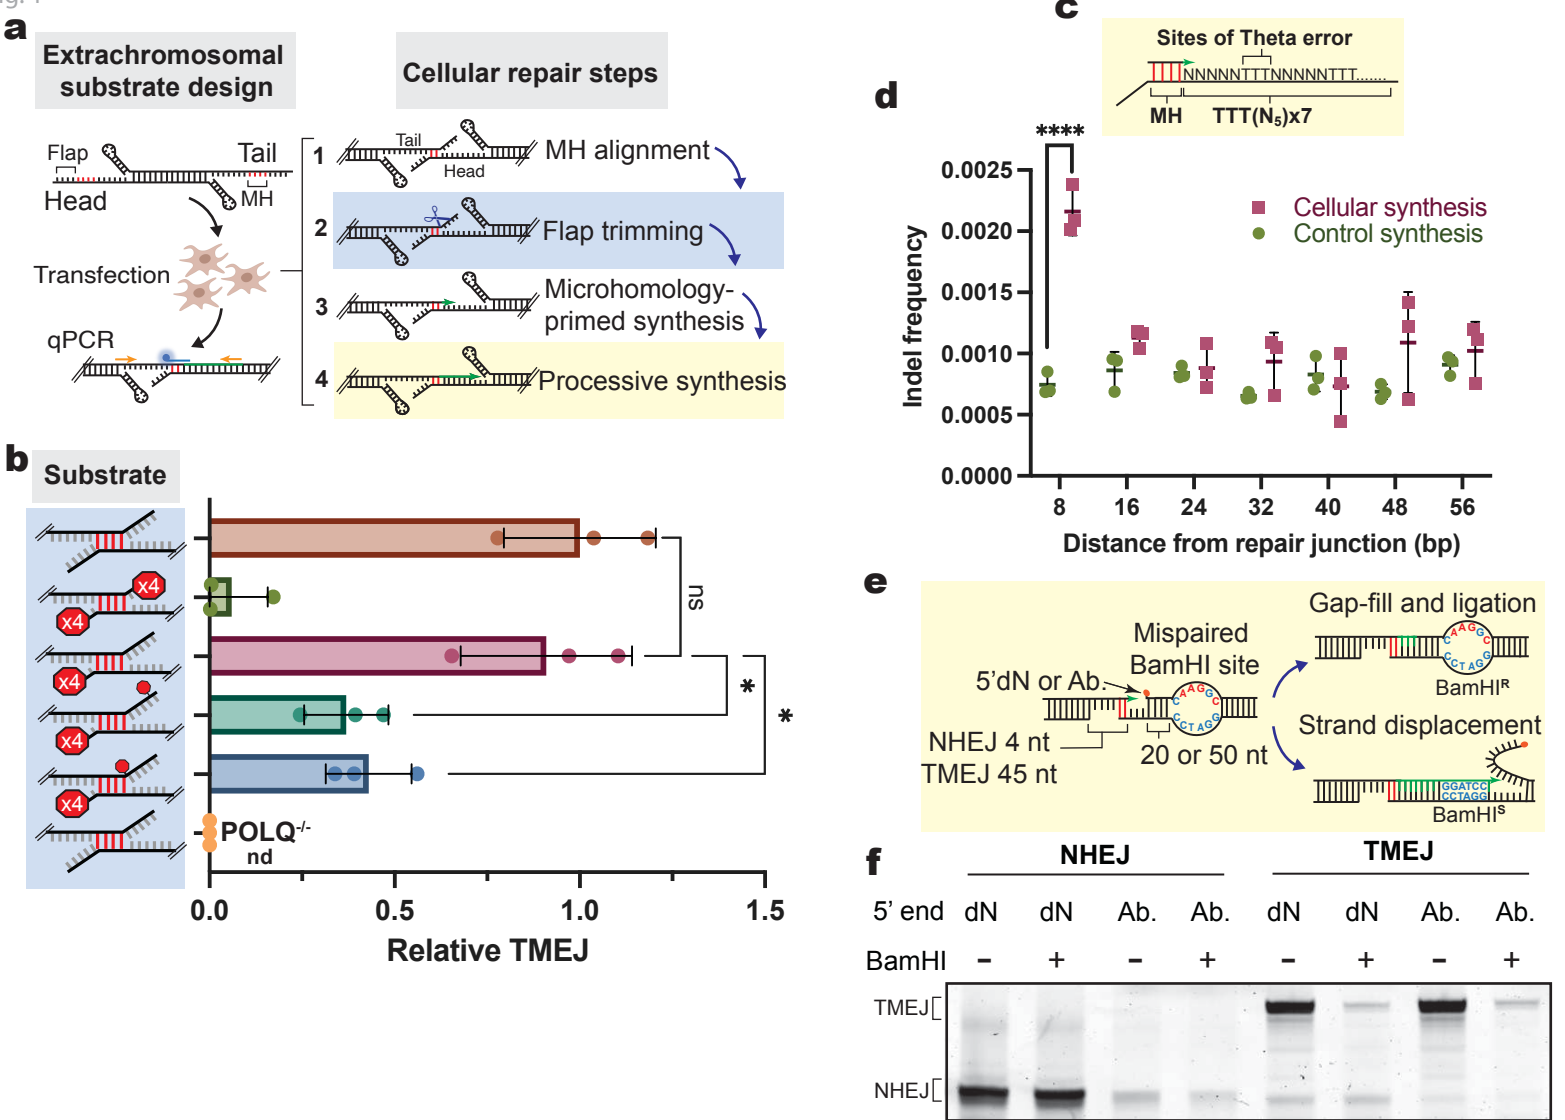 a
Extrachromosomal
substrate design
Cellular repair steps
Flap
Tail
Head
MH
Transfection
qPCR
1
Tail
Head
MH alignment
2
Flap trimming
3
Microhomology-
primed synthesis
4
Processive synthesis
b
Substrate
x4
x4
x4
x4
x4
ns
*
*
POLQ-/-
nd
0.0
0.5
1.0
1.5
Relative TMEJ
c
Sites of Theta error
NNNNNTTTNNNNNTTT.......
MH
TTT(N5)x7
d
****
0.0025
0.0020
0.0015
0.0010
0.0005
0.0000
Indel frequency
Cellular synthesis
Control synthesis
8
16
24
32
40
48
56
Distance from repair junction (bp)
e
Gap-fill and ligation
Mispaired
BamHI site
5'dN or Ab.
NHEJ 4 nt
TMEJ 45 nt
20 or 50 nt
CAAGGC
CCTAGG
CAAGGC
CCTAGG
BamHIR
Strand displacement
GGATCC
CCTAGG
BamHIS
f
NHEJ
TMEJ
5’ end dN dN Ab. Ab. dN dN Ab. Ab.
BamHI - + - + - + - +
TMEJ
NHEJ